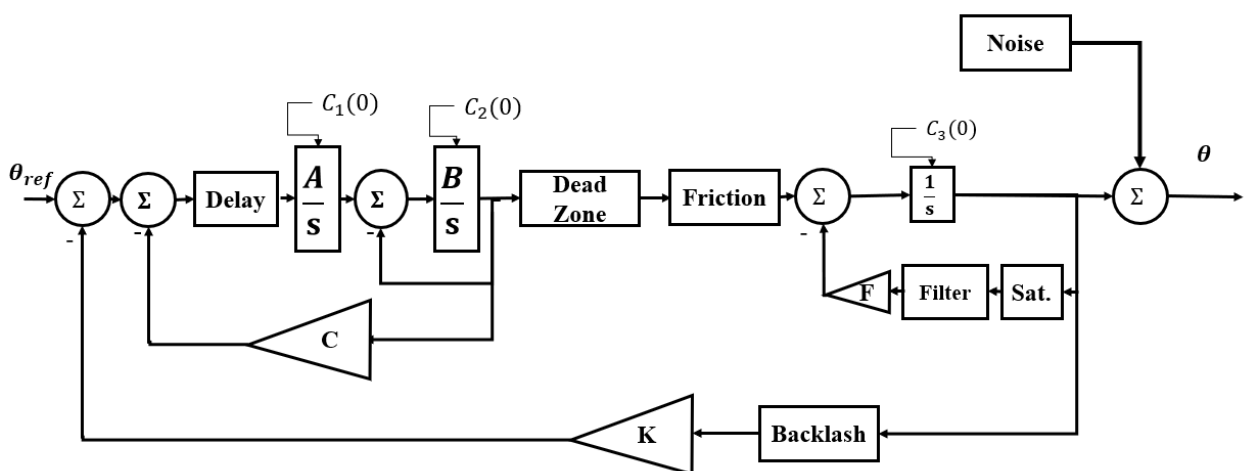 Noise
C₁(0)
C₂(0)
C₃(0)
θ_ref
Σ
Σ
Delay
A
s
Σ
B
s
Dead
Zone
Friction
Σ
1
s
Σ
θ
-
-
-
-
F
Filter
Sat.
C
K
Backlash